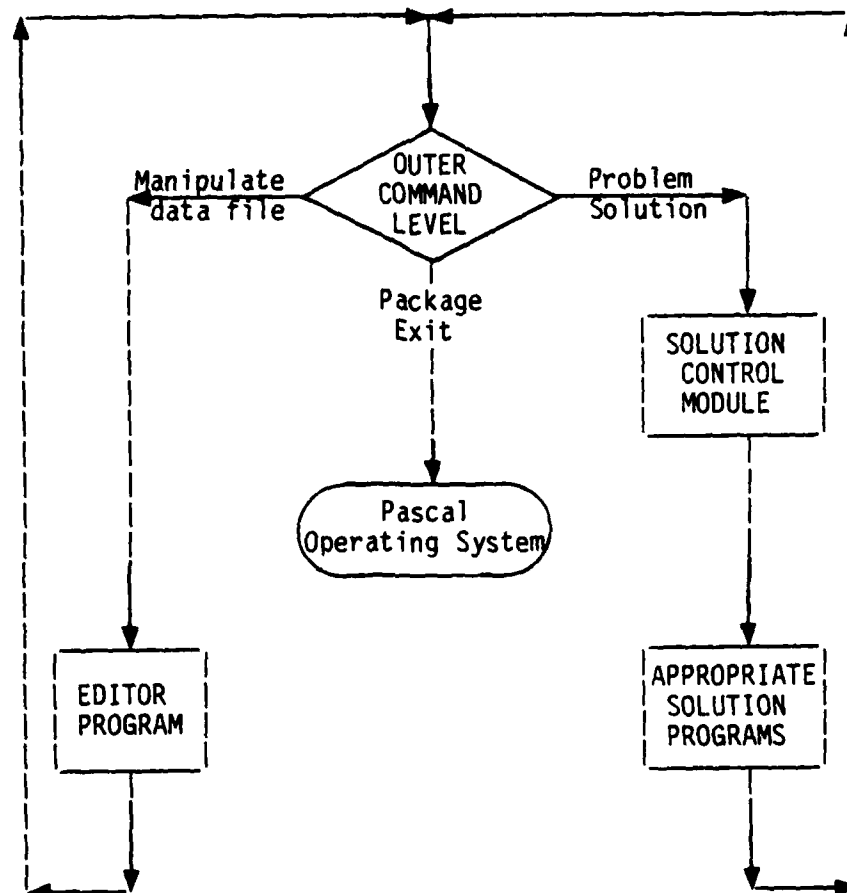 OUTER
COMMAND
LEVEL
Manipulate
data file
Problem
Solution
Package
Exit
SOLUTION
CONTROL
MODULE
Pascal
Operating System
EDITOR
PROGRAM
APPROPRIATE
SOLUTION
PROGRAMS